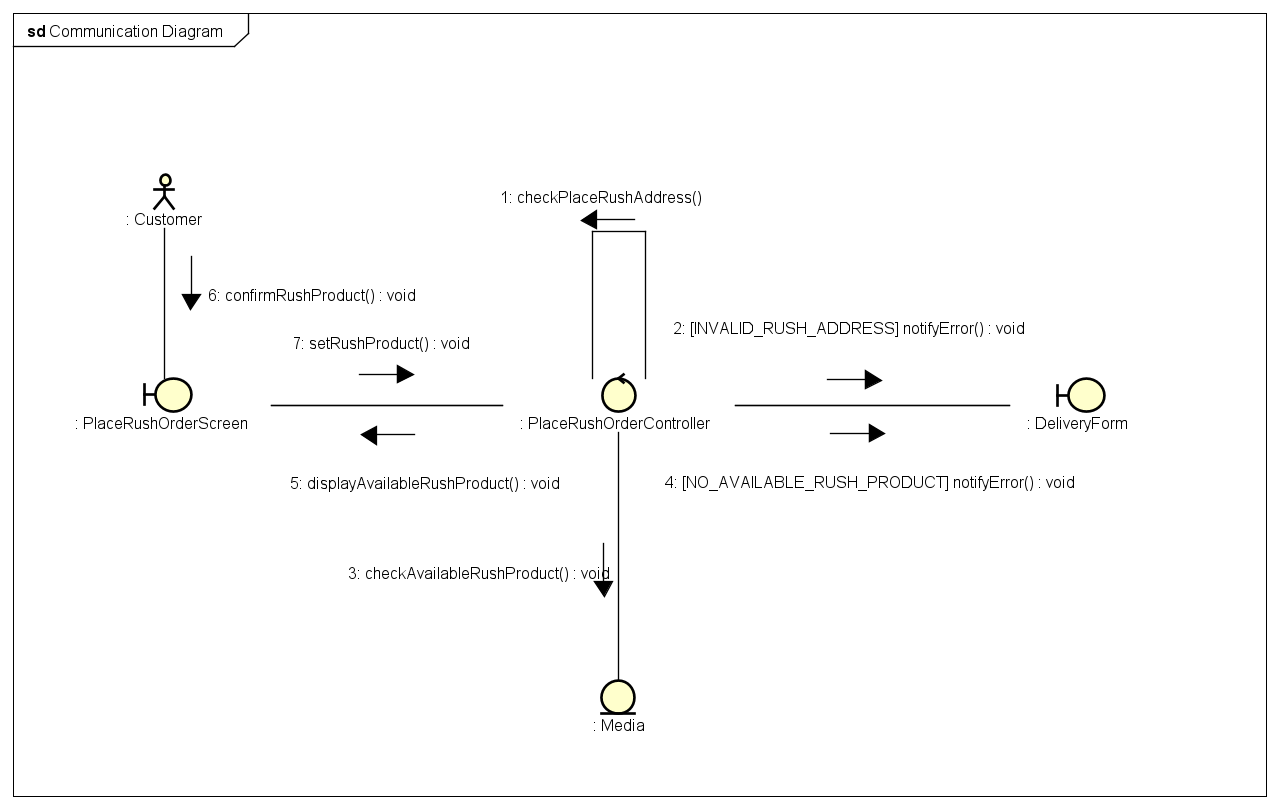 sd Communication Diagram
1: checkPlaceRushAddress()
: Customer
6: confirmRushProduct() : void
2: [INVALID_RUSH_ADDRESS] notifyError() : void
7: setRushProduct() : void
: PlaceRushOrderScreen
: PlaceRushOrderController
: DeliveryForm
5: displayAvailableRushProduct() : void
4: [NO_AVAILABLE_RUSH_PRODUCT] notifyError() : void
3: checkAvailableRushProduct() : void
: Media